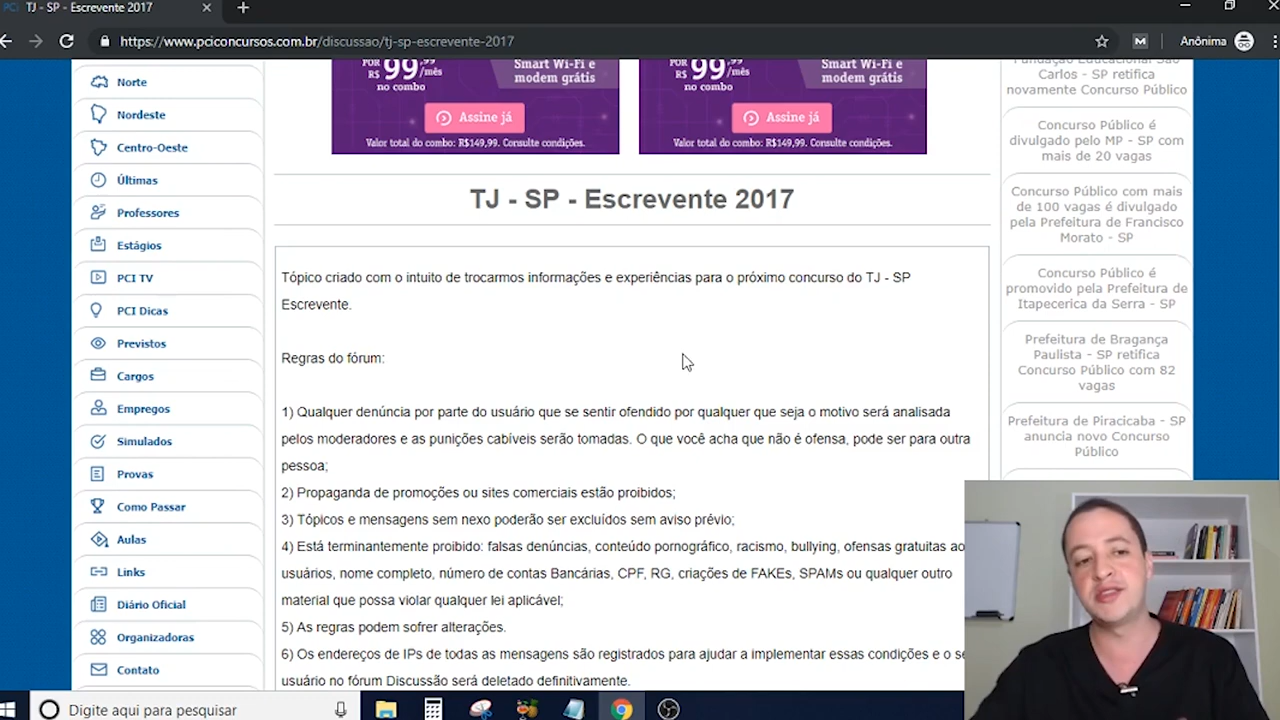 PCI TJ - SP - Escrevente 2017
https://www.pciconcursos.com.br/discussao/tj-sp-escrevente-2017
M
Anônima
Norte
Nordeste
Centro-Oeste
Últimas
Professores
Estágios
PCI TV
PCI Dicas
Previstos
Cargos
Empregos
Simulados
Provas
Como Passar
Aulas
Links
Diário Oficial
Organizadoras
Contato
POR
R$ 99,99/mês
no combo
Smart Wi-Fi e
modem grátis
Assine já
Valor total do combo: R$149,99. Consulte condições.
POR
R$ 99,99/mês
no combo
Smart Wi-Fi e
modem grátis
Assine já
Valor total do combo: R$149,99. Consulte condições.
TJ - SP - Escrevente 2017
Tópico criado com o intuito de trocarmos informações e experiências para o próximo concurso do TJ - SP
Escrevente.
Regras do fórum:
1) Qualquer denúncia por parte do usuário que se sentir ofendido por qualquer que seja o motivo será analisada
pelos moderadores e as punições cabíveis serão tomadas. O que você acha que não é ofensa, pode ser para outra
pessoa;
2) Propaganda de promoções ou sites comerciais estão proibidos;
3) Tópicos e mensagens sem nexo poderão ser excluídos sem aviso prévio;
4) Está terminantemente proibido: falsas denúncias, conteúdo pornográfico, racismo, bullying, ofensas gratuitas ao
usuários, nome completo, número de contas Bancárias, CPF, RG, criações de FAKEs, SPAMs ou qualquer outro
material que possa violar qualquer lei aplicável;
5) As regras podem sofrer alterações.
6) Os endereços de IPs de todas as mensagens são registrados para ajudar a implementar essas condições e o se
usuário no fórum Discussão será deletado definitivamente.
Fundação Educacional São
Carlos - SP retifica
novamente Concurso Público
Concurso Público é
divulgado pelo MP - SP com
mais de 20 vagas
Concurso Público com mais
de 100 vagas é divulgado
pela Prefeitura de Francisco
Morato - SP
Concurso Público é
promovido pela Prefeitura de
Itapecerica da Serra - SP
Prefeitura de Bragança
Paulista - SP retifica
Concurso Público com 82
vagas
Prefeitura de Piracicaba - SP
anuncia novo Concurso
Público
Digite aqui para pesquisar